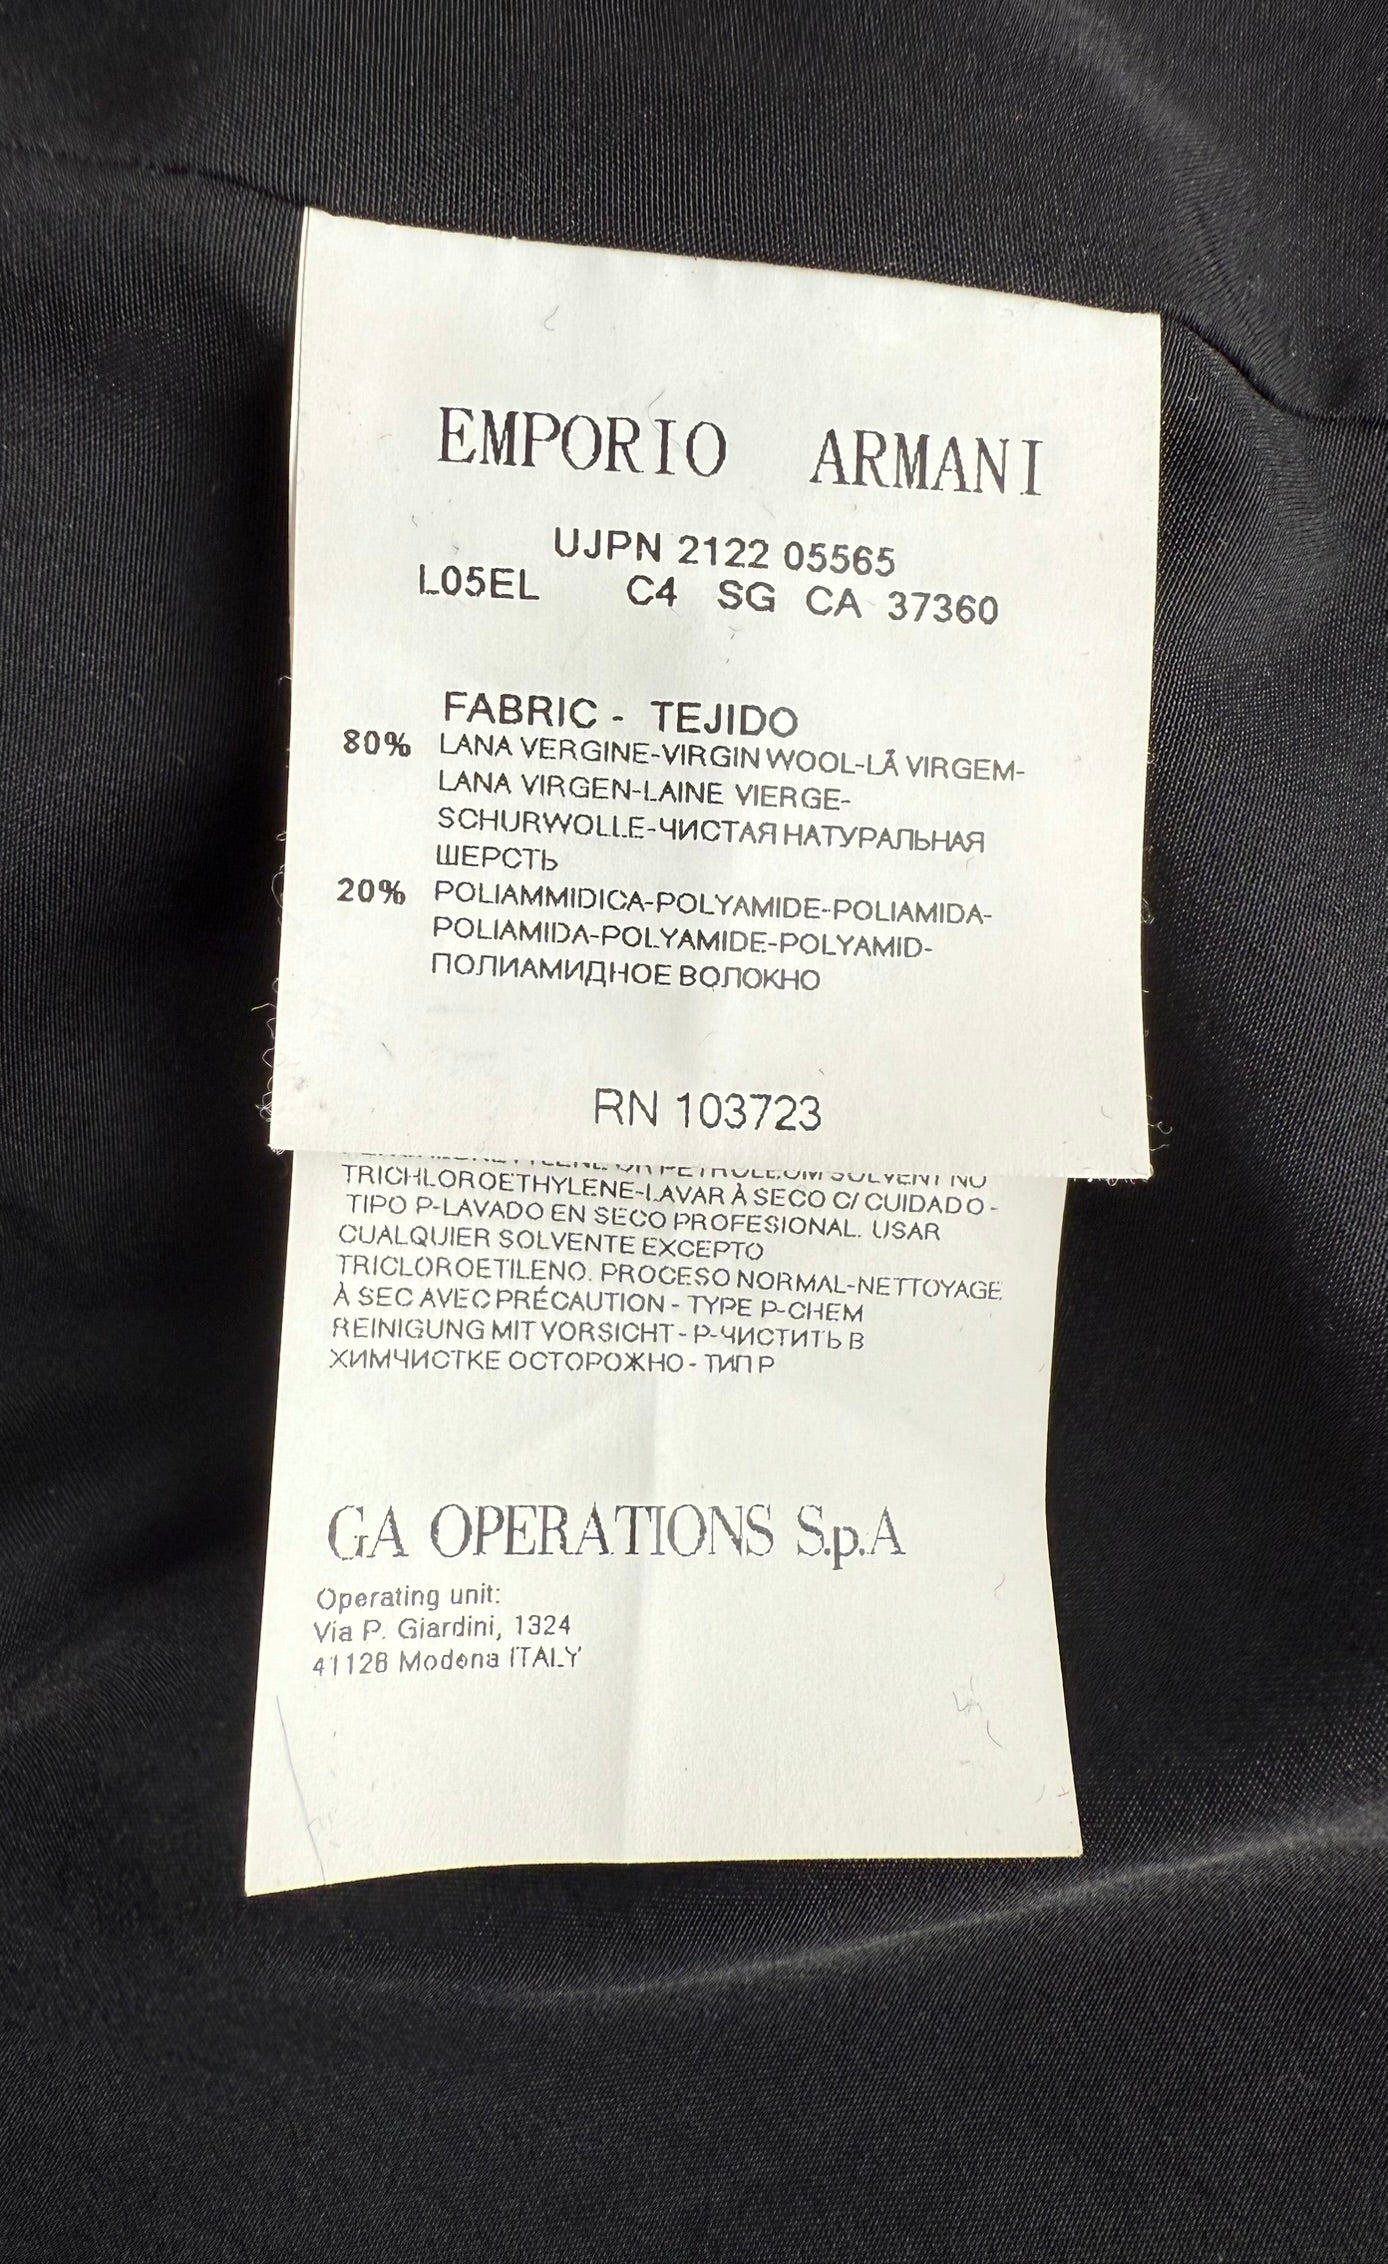 EMPORIO ARMANI
UJPN 2122 05565
L05EL C4 SG CA 37360
FABRIC - TEJIDO
80% LANA VERGINE-VIRGIN WOOL-LÃ VIRGEM-
LANA VIRGEN-LAINE VIERGE-
SCHURWOLLE-ЧИСТАЯ НАТУРАЛЬНАЯ
ШЕРСТЬ
20% POLIAMMIDICA-POLYAMIDE-POLIAMIDA-
POLIAMIDA-POLYAMIDE-POLYAMID-
ПОЛИАМИДНОЕ ВОЛОКНО
RN 103723
OR PETROLEUM SOLVENT NO
TRICHLOROETHYLENE-LAVAR À SECO C/ CUIDADO -
TIPO P-LAVADO EN SECO PROFESIONAL. USAR
CUALQUIER SOLVENTE EXCEPTO
TRICLOROETILENO. PROCESO NORMAL-NETTOYAGE
À SEC AVEC PRÉCAUTION - TYPE P-CHEM
REINIGUNG MIT VORSICHT - P-ЧИСТИТЬ В
ХИМЧИСТКЕ ОСТОРОЖНО - ТИП Р
GA OPERATIONS S.p.A
Operating unit:
Via P. Giardini, 1324
41126 Modena ITALY